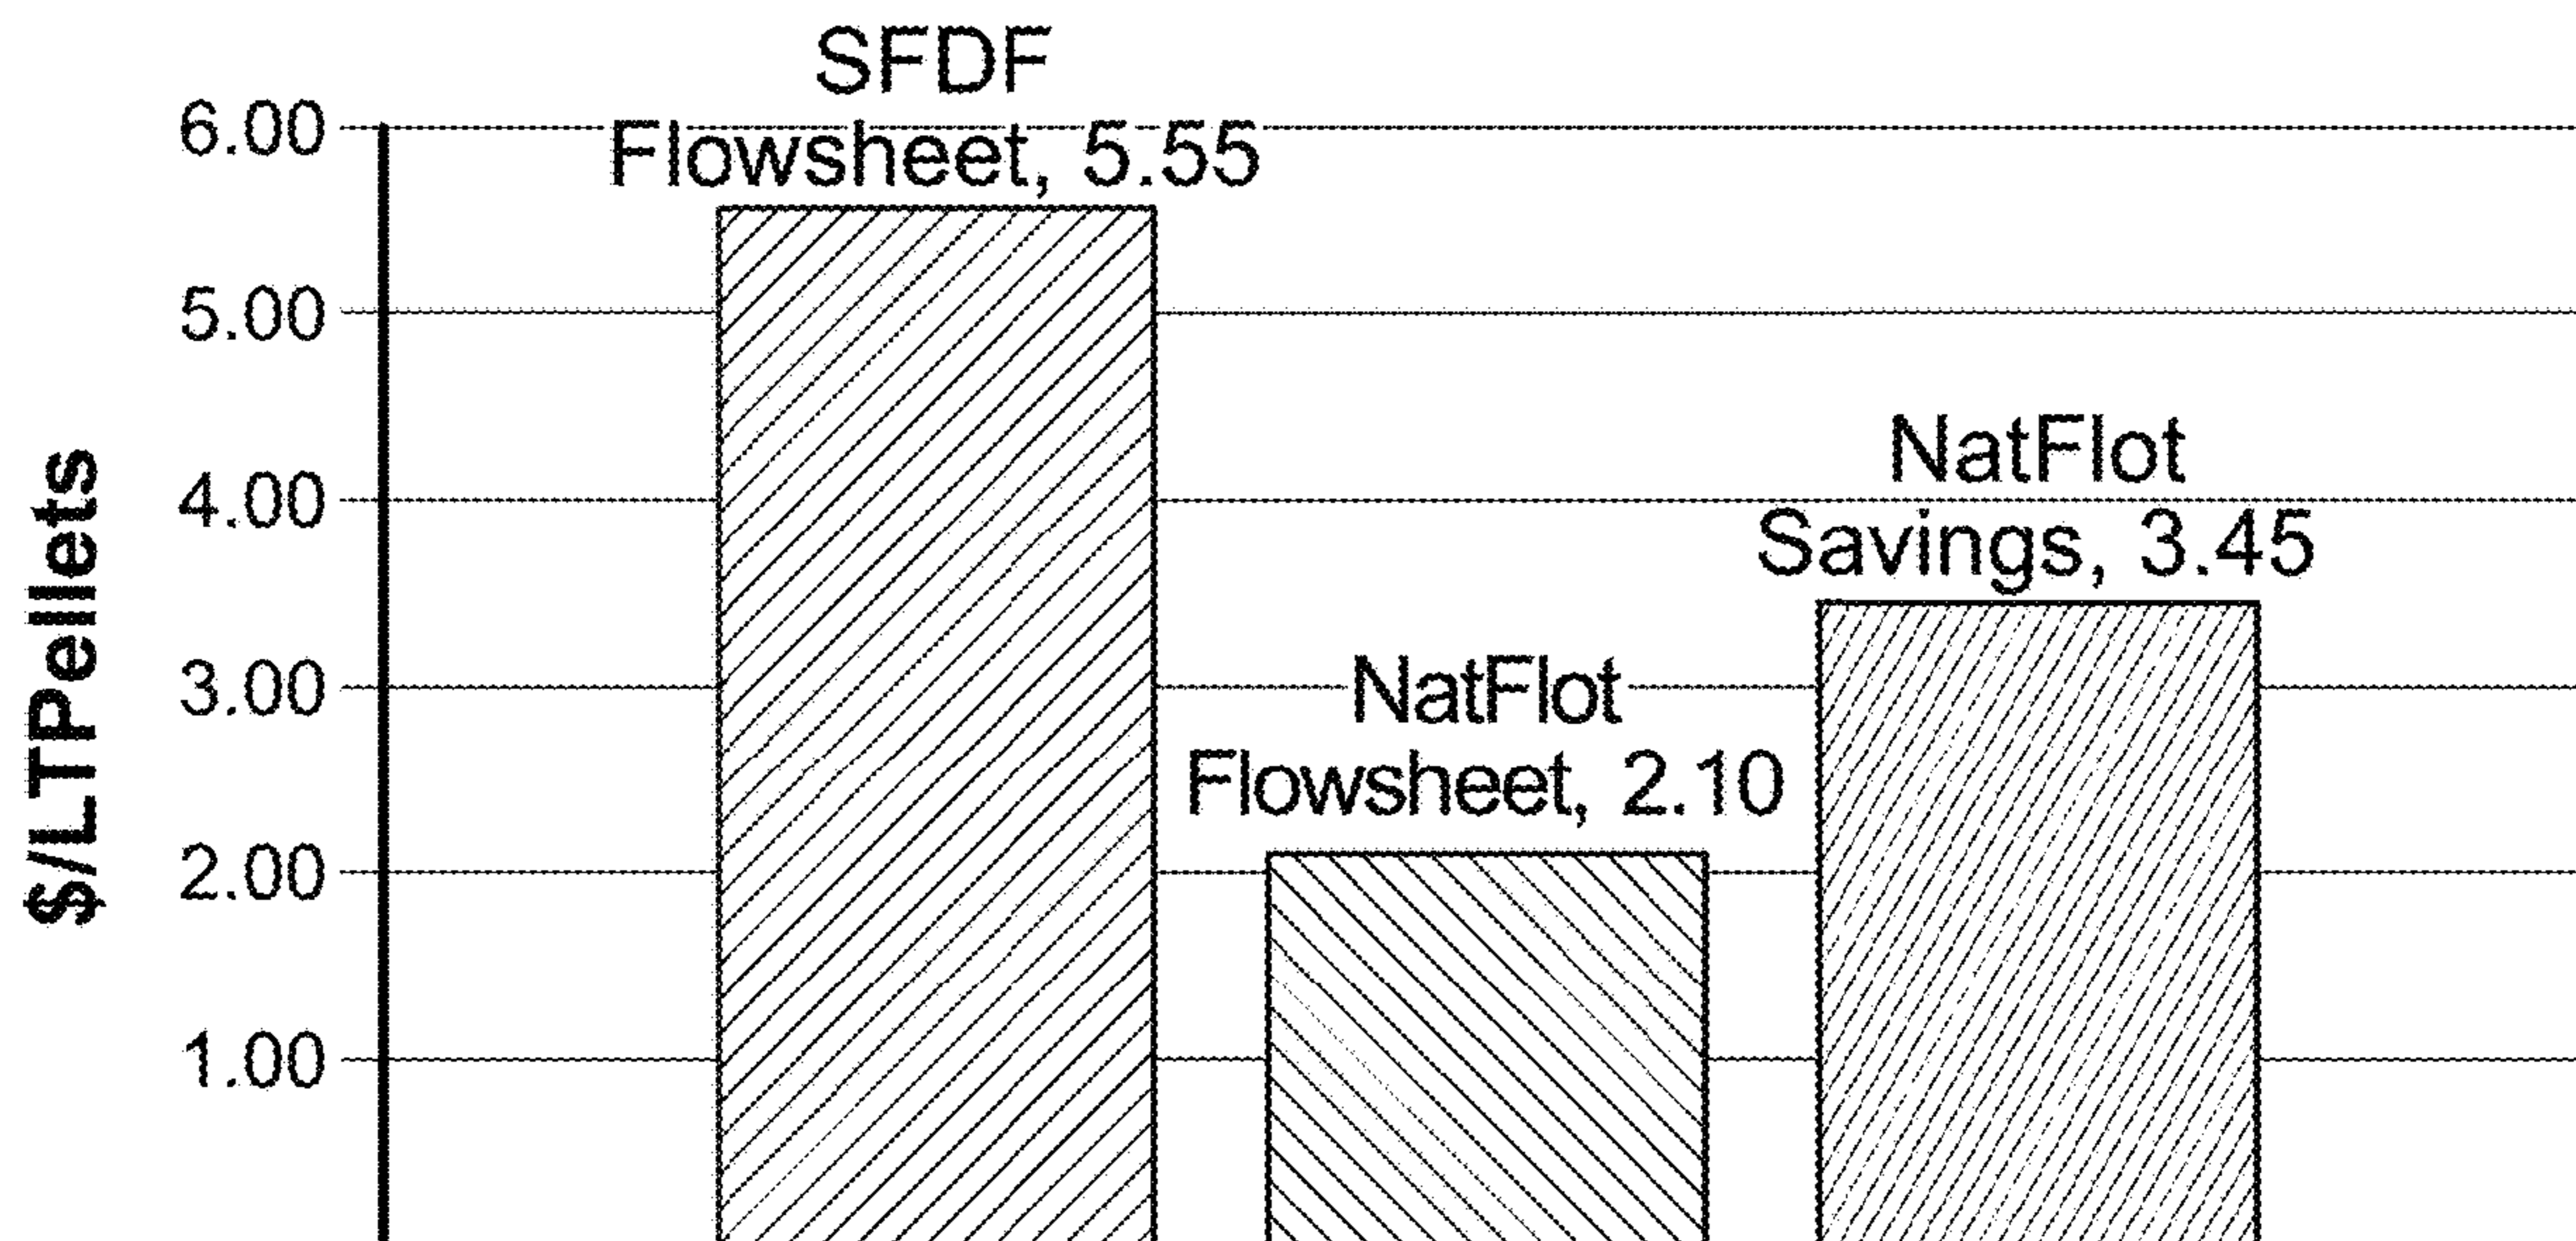 SFDF
Flowsheet, 5.55
6.00
5.00
4.00
3.00
2.00
1.00
$/LTPellets
NatFlot
Flowsheet, 2.10
NatFlot
Savings, 3.45